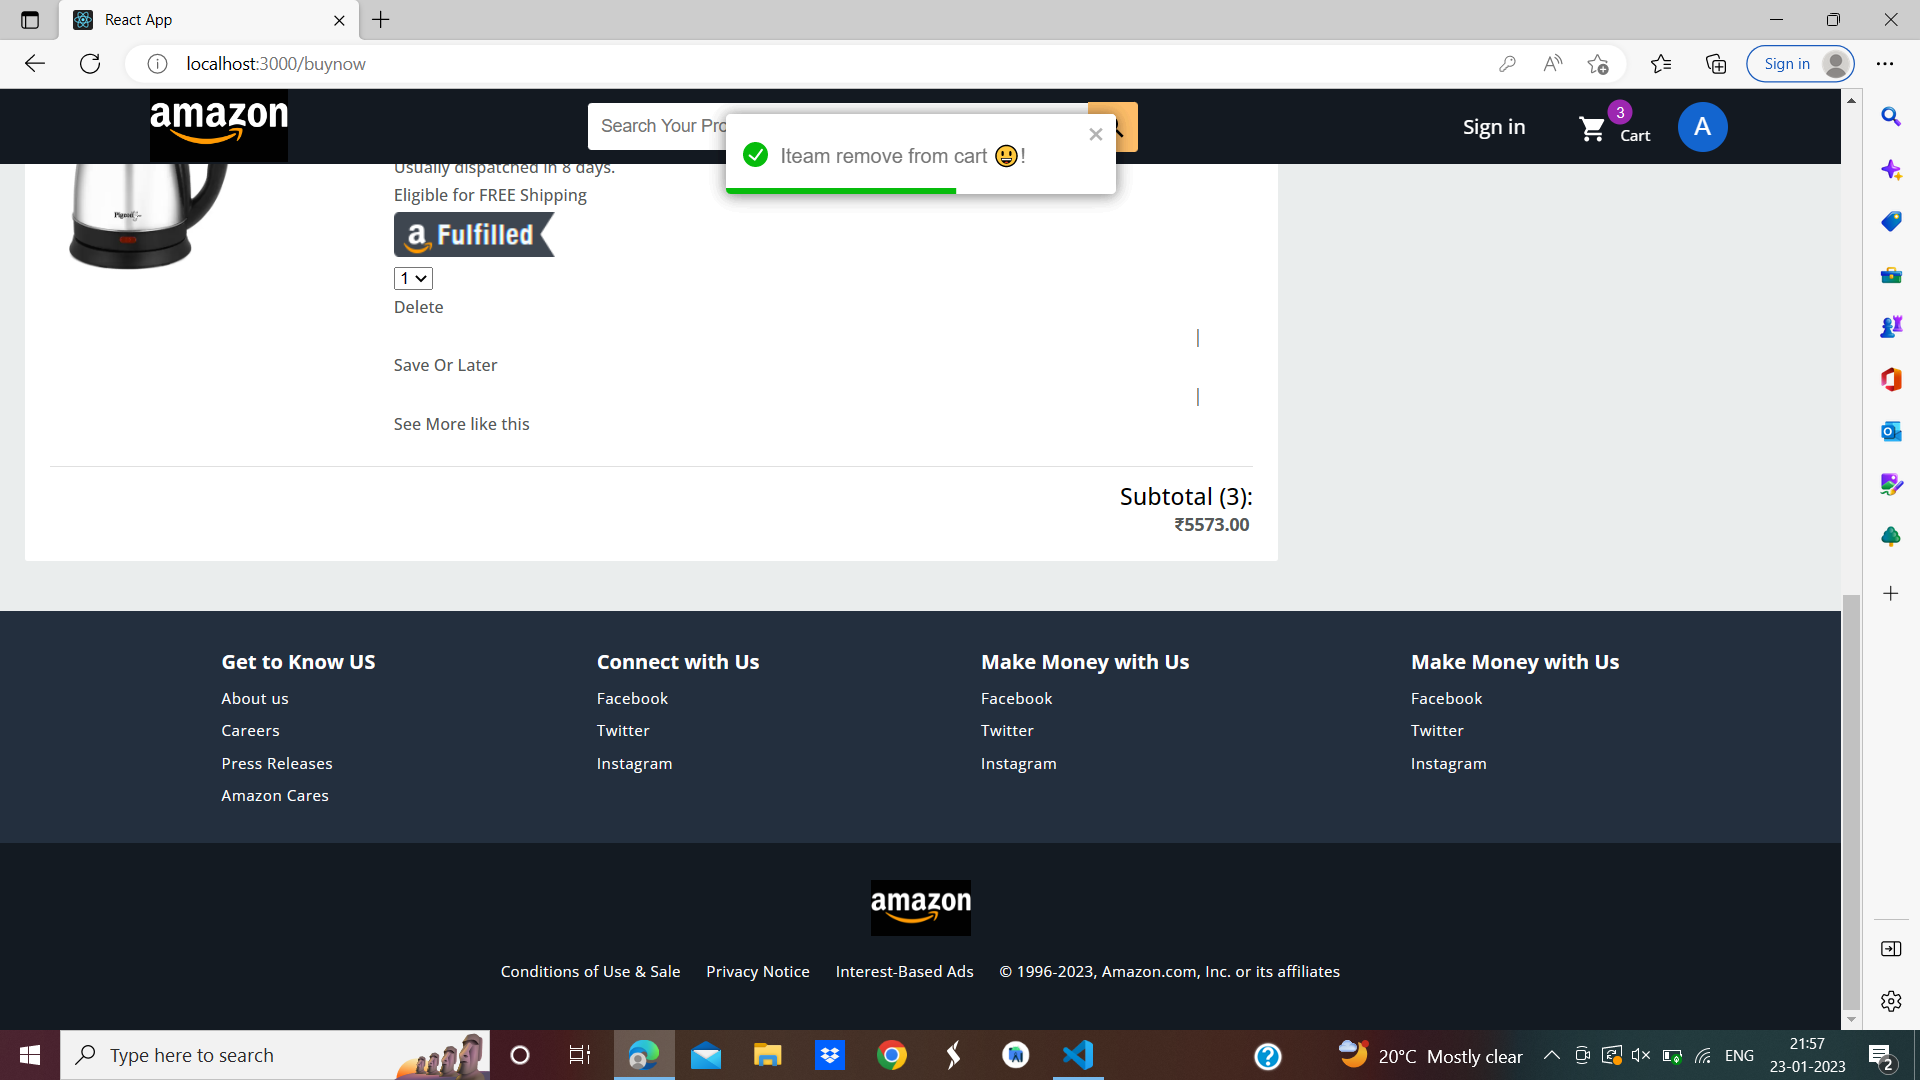 React App
localhost:3000/buynow
Sign in
amazon
Search Your Pro
Iteam remove from cart 😃!
Sign in
3
Cart
A
Usually dispatched in 8 days.
Eligible for FREE Shipping
Pigeon
a Fulfilled
1
Delete
Save Or Later
See More like this
Subtotal (3):
₹5573.00
Get to Know US
About us
Careers
Press Releases
Amazon Cares
Connect with Us
Facebook
Twitter
Instagram
Make Money with Us
Facebook
Twitter
Instagram
Make Money with Us
Facebook
Twitter
Instagram
amazon
Conditions of Use & Sale Privacy Notice Interest-Based Ads © 1996-2023, Amazon.com, Inc. or its affiliates
Type here to search
20°C Mostly clear
ENG
21:57
23-01-2023
2